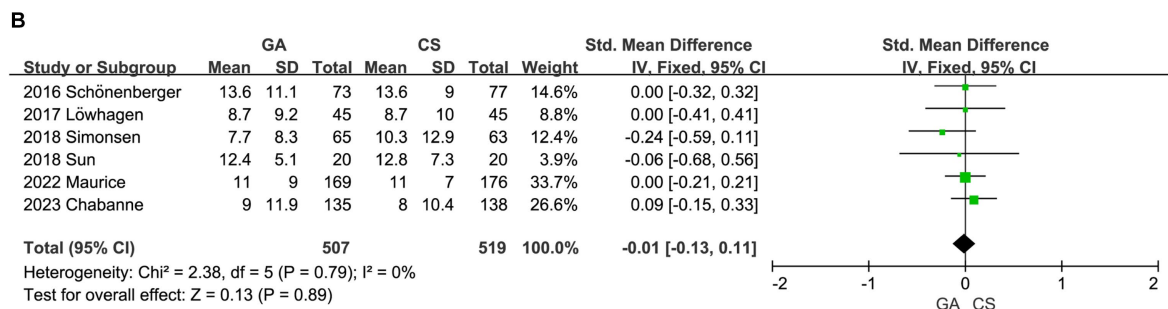 B
GA CS Std. Mean Difference Std. Mean Difference
Study or Subgroup Mean SD Total Mean SD Total Weight IV, Fixed, 95% CI IV, Fixed, 95% CI
2016 Schönenberger 13.6 11.1 73 13.6 9 77 14.6% 0.00 [-0.32, 0.32]
2017 Löwhagen 8.7 9.2 45 8.7 10 45 8.8% 0.00 [-0.41, 0.41]
2018 Simonsen 7.7 8.3 65 10.3 12.9 63 12.4% -0.24 [-0.59, 0.11]
2018 Sun 12.4 5.1 20 12.8 7.3 20 3.9% -0.06 [-0.68, 0.56]
2022 Maurice 11 9 169 11 7 176 33.7% 0.00 [-0.21, 0.21]
2023 Chabanne 9 11.9 135 8 10.4 138 26.6% 0.09 [-0.15, 0.33]
Total (95% CI) 507 519 100.0% -0.01 [-0.13, 0.11]
Heterogeneity: Chi² = 2.38, df = 5 (P = 0.79); I² = 0%
Test for overall effect: Z = 0.13 (P = 0.89)
-2 -1 0 1 2
GA CS